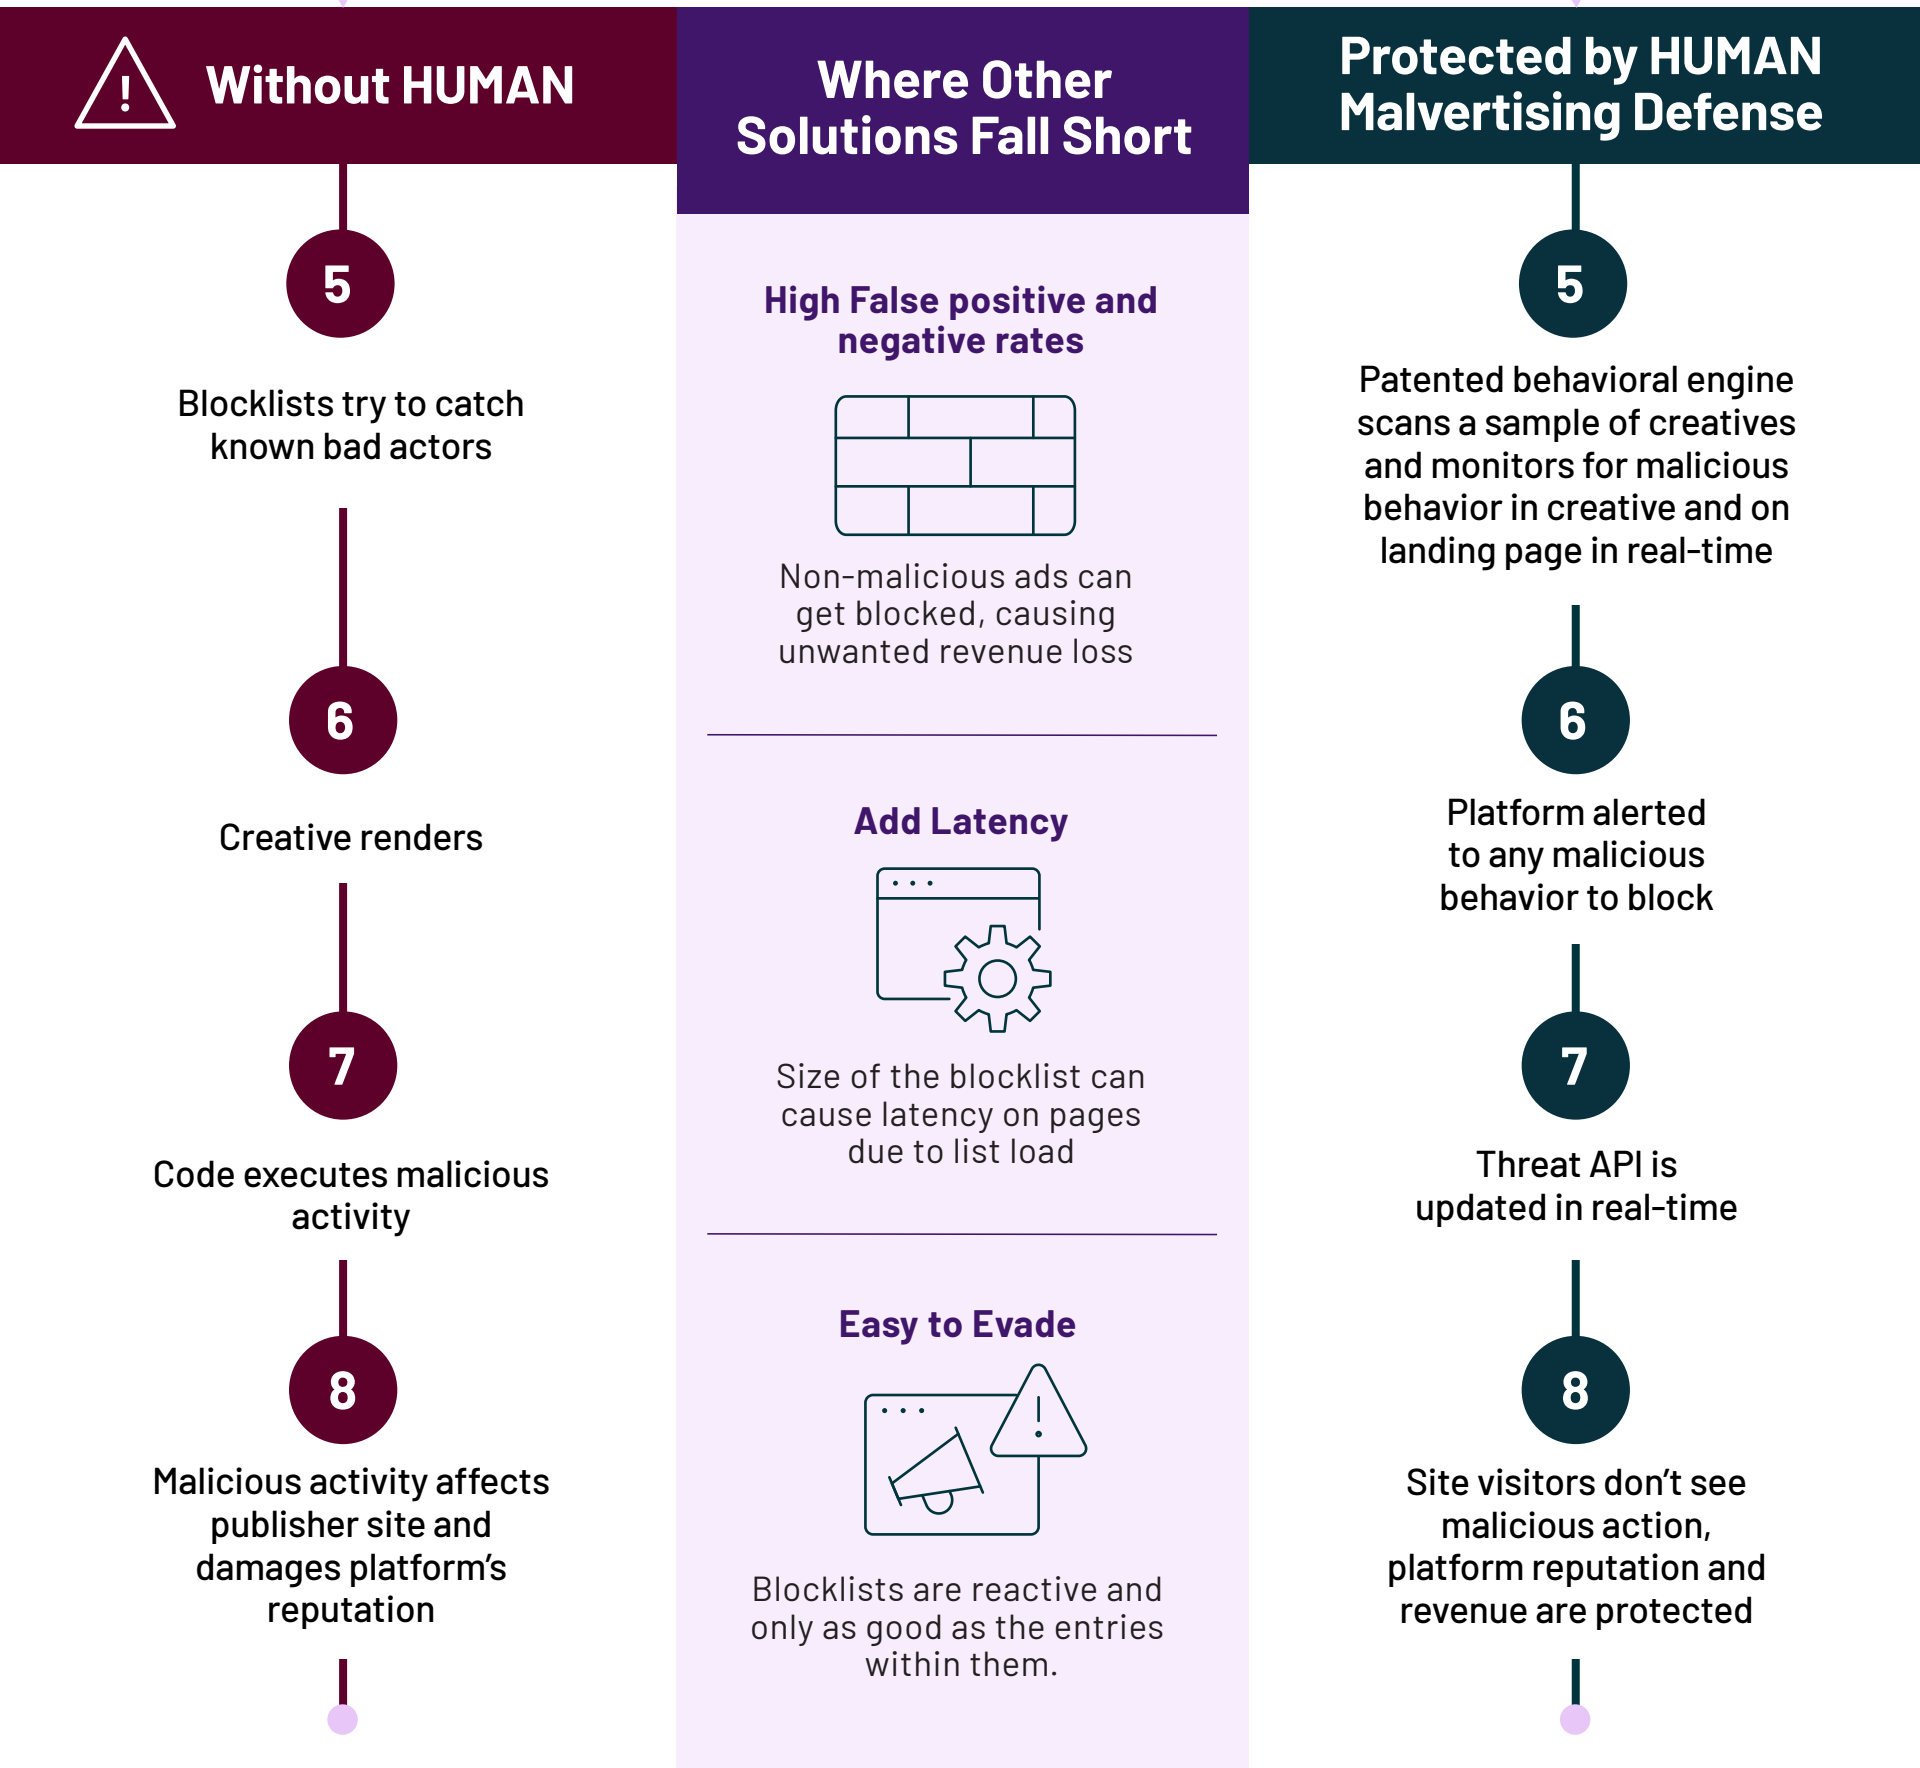 Without HUMAN
5
Blocklists try to catch
known bad actors
6
Creative renders
7
Code executes malicious
activity
8
Malicious activity affects
publisher site and
damages platform's
reputation
Where Other
Solutions Fall Short
High False positive and
negative rates
Non-malicious ads can
get blocked, causing
unwanted revenue loss
Add Latency
Size of the blocklist can
cause latency on pages
due to list load
Easy to Evade
Blocklists are reactive and
only as good as the entries
within them.
Protected by HUMAN
Malvertising Defense
5
Patented behavioral engine
scans a sample of creatives
and monitors for malicious
behavior in creative and on
landing page in real-time
6
Platform alerted
to any malicious
behavior to block
7
Threat API is
updated in real-time
8
Site visitors don't see
malicious action,
platform reputation and
revenue are protected